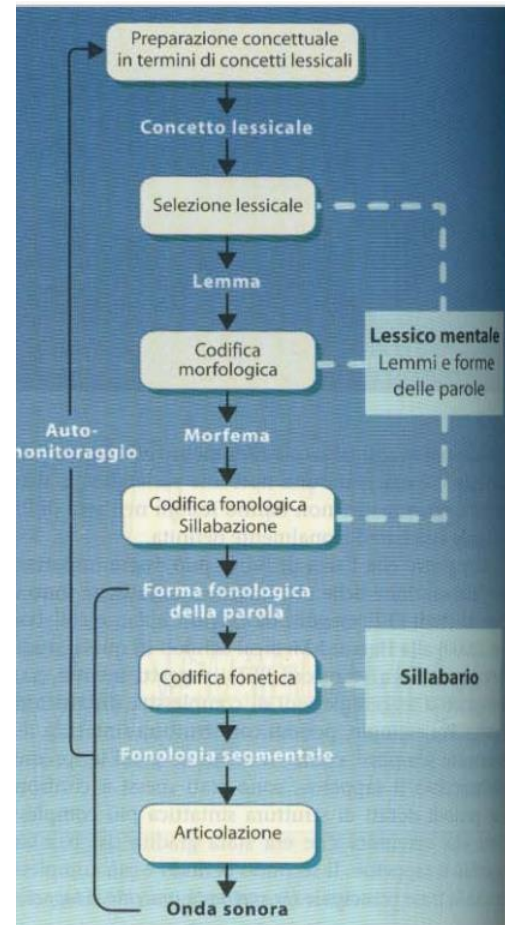 Preparazione concettuale
in termini di concetti lessicali
Concetto lessicale
Selezione lessicale
Lemma
Lessico mentale
Lemmi e forme
delle parole
Codifica
morfologica
Auto-
monitoraggio
Morfema
Codifica fonologica
Sillabazione
Forma fonologica
della parola
Codifica fonetica
Sillabario
Fonologia segmentale
Articolazione
Onda sonora